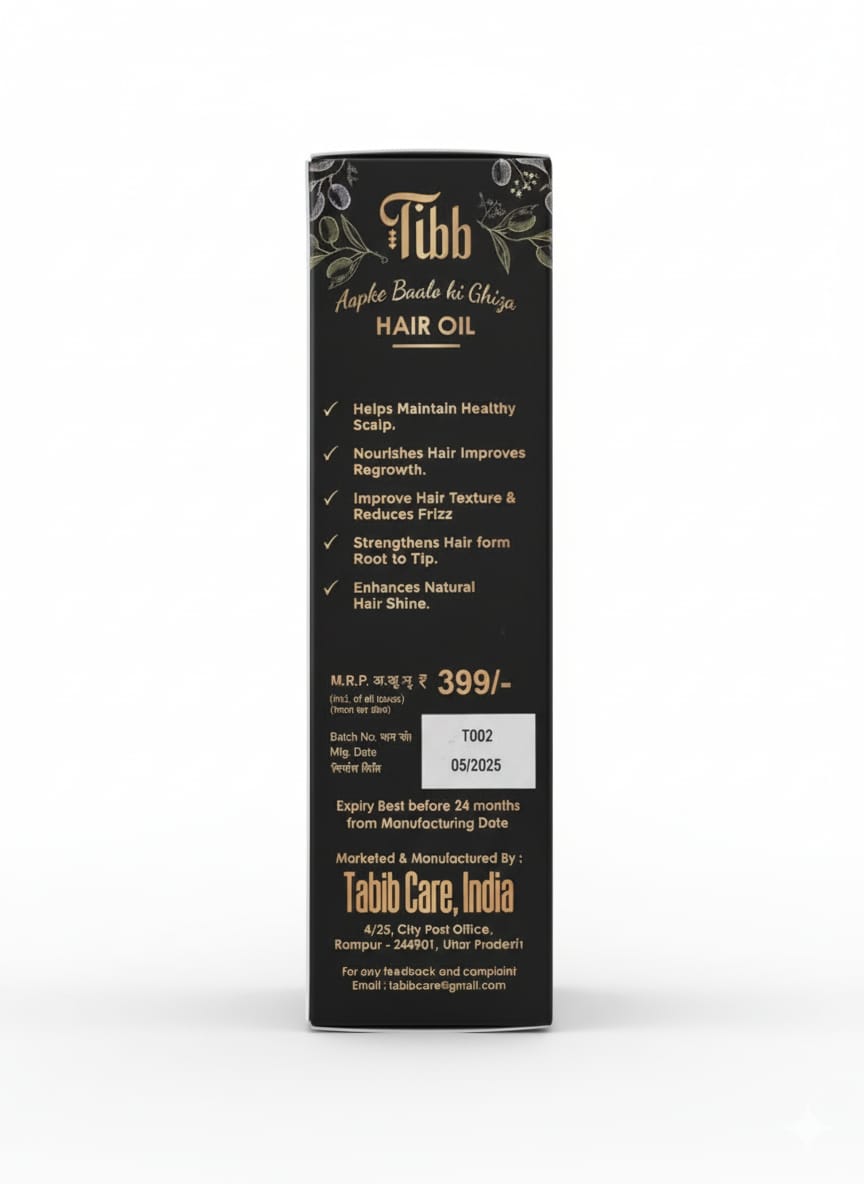 Tibb
Aapke Baalo ki Ghiza
HAIR OIL
✓ Helps Maintain Healthy
Scalp.
✓ Nourishes Hair Improves
Regrowth.
✓ Improve Hair Texture &
Reduces Frizz
✓ Strengthens Hair form
Root to Tip.
✓ Enhances Natural
Hair Shine.
M.R.P. ₹ 399/-
of all
Batch No. T002
Mfg. Date
05/2025
Expiry Best before 24 months
from Manufacturing Date
Marketed & Manufactured By :
Tabib Care, India
4/25, City Post Office,
Rampur - 244901,
For any feedback and complaint
Email : tabibcare@gmail.com